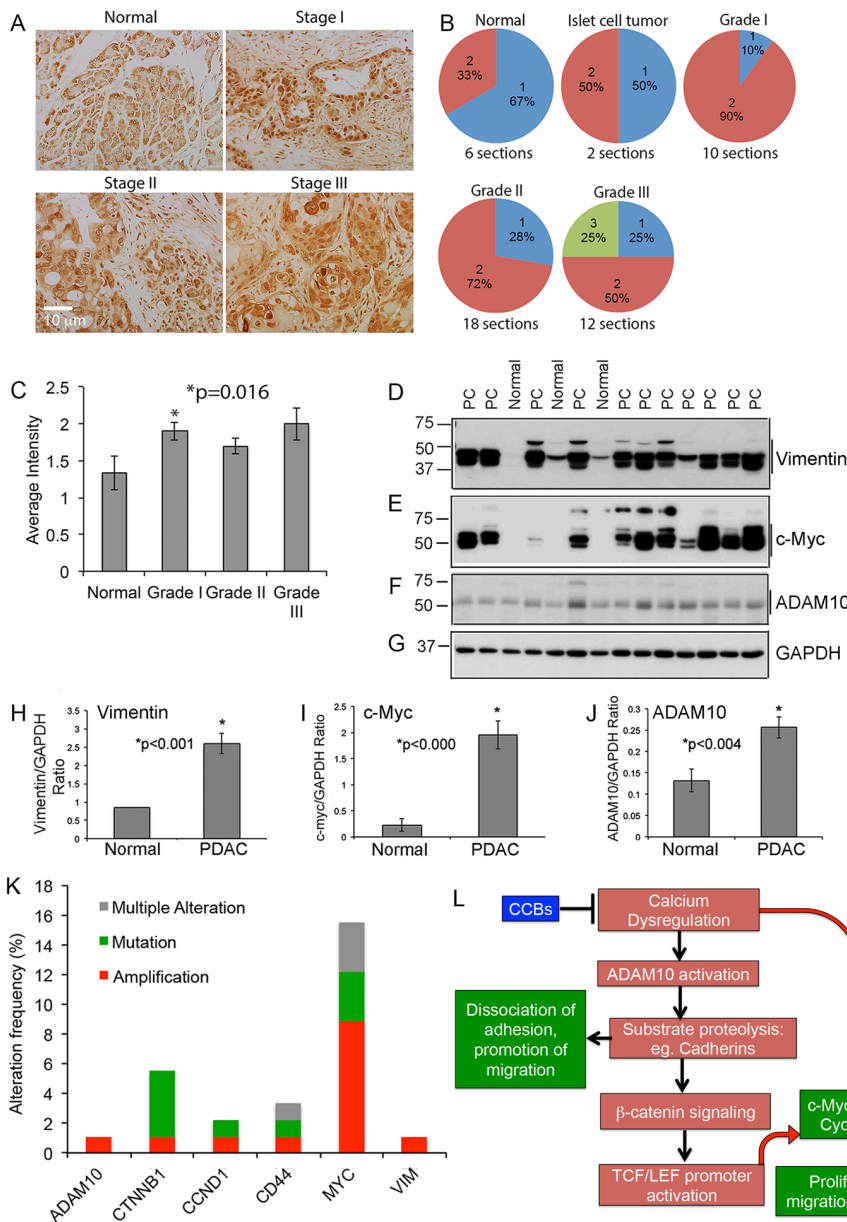 A
Normal
Stage I
Stage II
Stage III
10 µm
B
Normal
Islet cell tumor
Grade I
2
33%
1
67%
2
50%
1
50%
1
10%
2
90%
6 sections
2 sections
10 sections
Grade II
Grade III
1
28%
2
72%
3
25%
1
25%
2
50%
18 sections
12 sections
C
*p=0.016
*
2.5
2
1.5
1
0.5
0
Average Intensity
Normal
Grade I
Grade II
Grade III
PC
PC
Normal
PC
Normal
PC
Normal
PC
PC
PC
PC
PC
PC
PC
D
75
50
37
Vimentin
E
75
50
c-Myc
F
75
50
ADAM10
G
37
GAPDH
H
Vimentin
*p<0.001
*
3.5
3
2.5
2
1.5
1
0.5
0
Vimentin/GAPDH
Ratio
Normal
PDAC
I
c-Myc
*p<0.000
*
2.5
2
1.5
1
0.5
0
c-myc/GAPDH Ratio
Normal
PDAC
J
ADAM10
*p<0.004
*
0.3
0.25
0.2
0.15
0.1
0.05
0
ADAM10/GAPDH Ratio
Normal
PDAC
K
18
16
14
12
10
8
6
4
2
0
Alteration frequency (%)
Multiple Alteration
Mutation
Amplification
ADAM10
CTNNB1
CCND1
CD44
MYC
VIM
L
CCBs
Calcium
Dysregulation
ADAM10 activation
Dissociation of
adhesion,
promotion of
migration
Substrate proteolysis:
eg. Cadherins
β-catenin signaling
TCF/LEF promoter
activation
c-Myc
Cyc
Prolif
migration